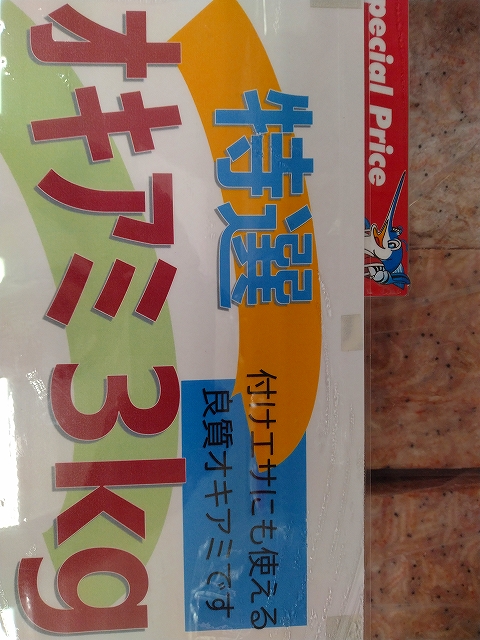 Special Price
特選
付けエサにも使える
良質オキアミです
オキアミ3kg